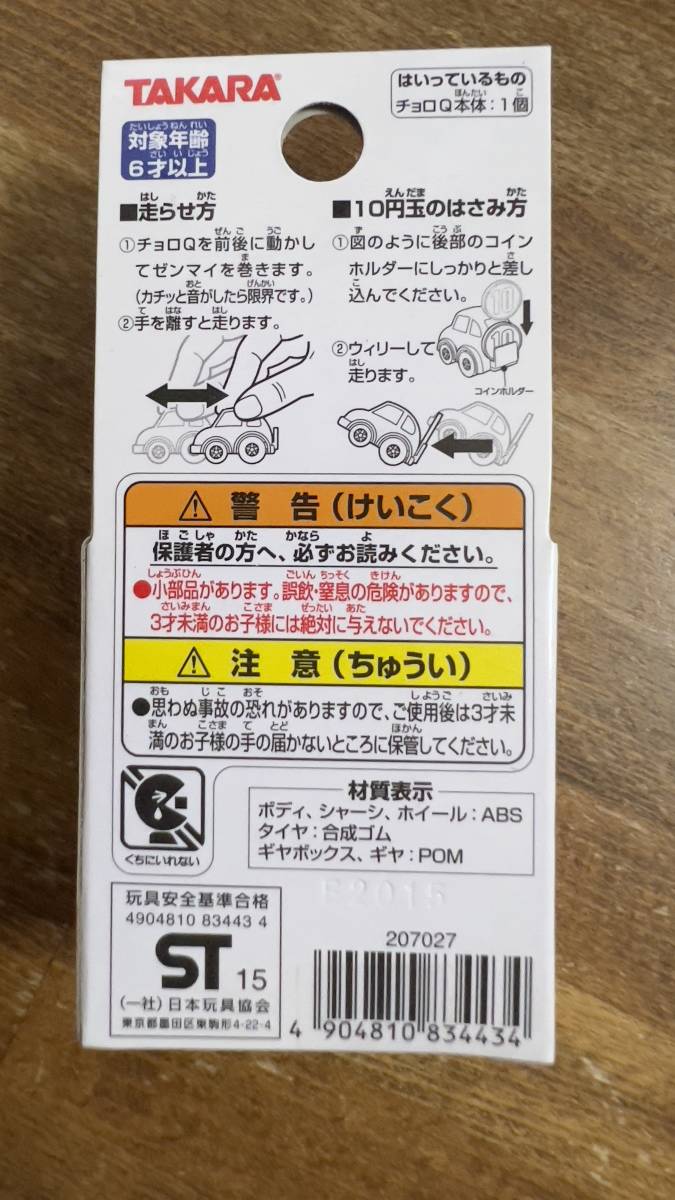 TAKARA®
はいっているもの
チョロQ本体：1個
対象年齢
6才以上
■走らせ方
①チョロQを前後に動かし
てゼンマイを巻きます。
(カチッと音がしたら限界です。)
②手を離すと走ります。
■10円玉のはさみ方
①図のように後部のコイン
ホルダーにしっかりと差し
込んでください。
10
②ウィリーして
走ります。
コインホルダー
⚠ 警 告（けいこく）
保護者の方へ、必ずお読みください。
●小部品があります。誤飲・窒息の危険がありますので、
3才未満のお子様には絶対に与えないでください。
⚠ 注 意（ちゅうい）
●思わぬ事故の恐れがありますので、ご使用後は3才未
満のお子様の手の届かないところに保管してください。
くちにいれない
材質表示
ボディ、シャーシ、ホイール：ABS
タイヤ：合成ゴム
ギヤボックス、ギヤ：POM
E2015
玩具安全基準合格
4904810 83443 4
ST 15
(一社)日本玩具協会
東京都墨田区東駒形4-22-4
207027
4 904810 834434